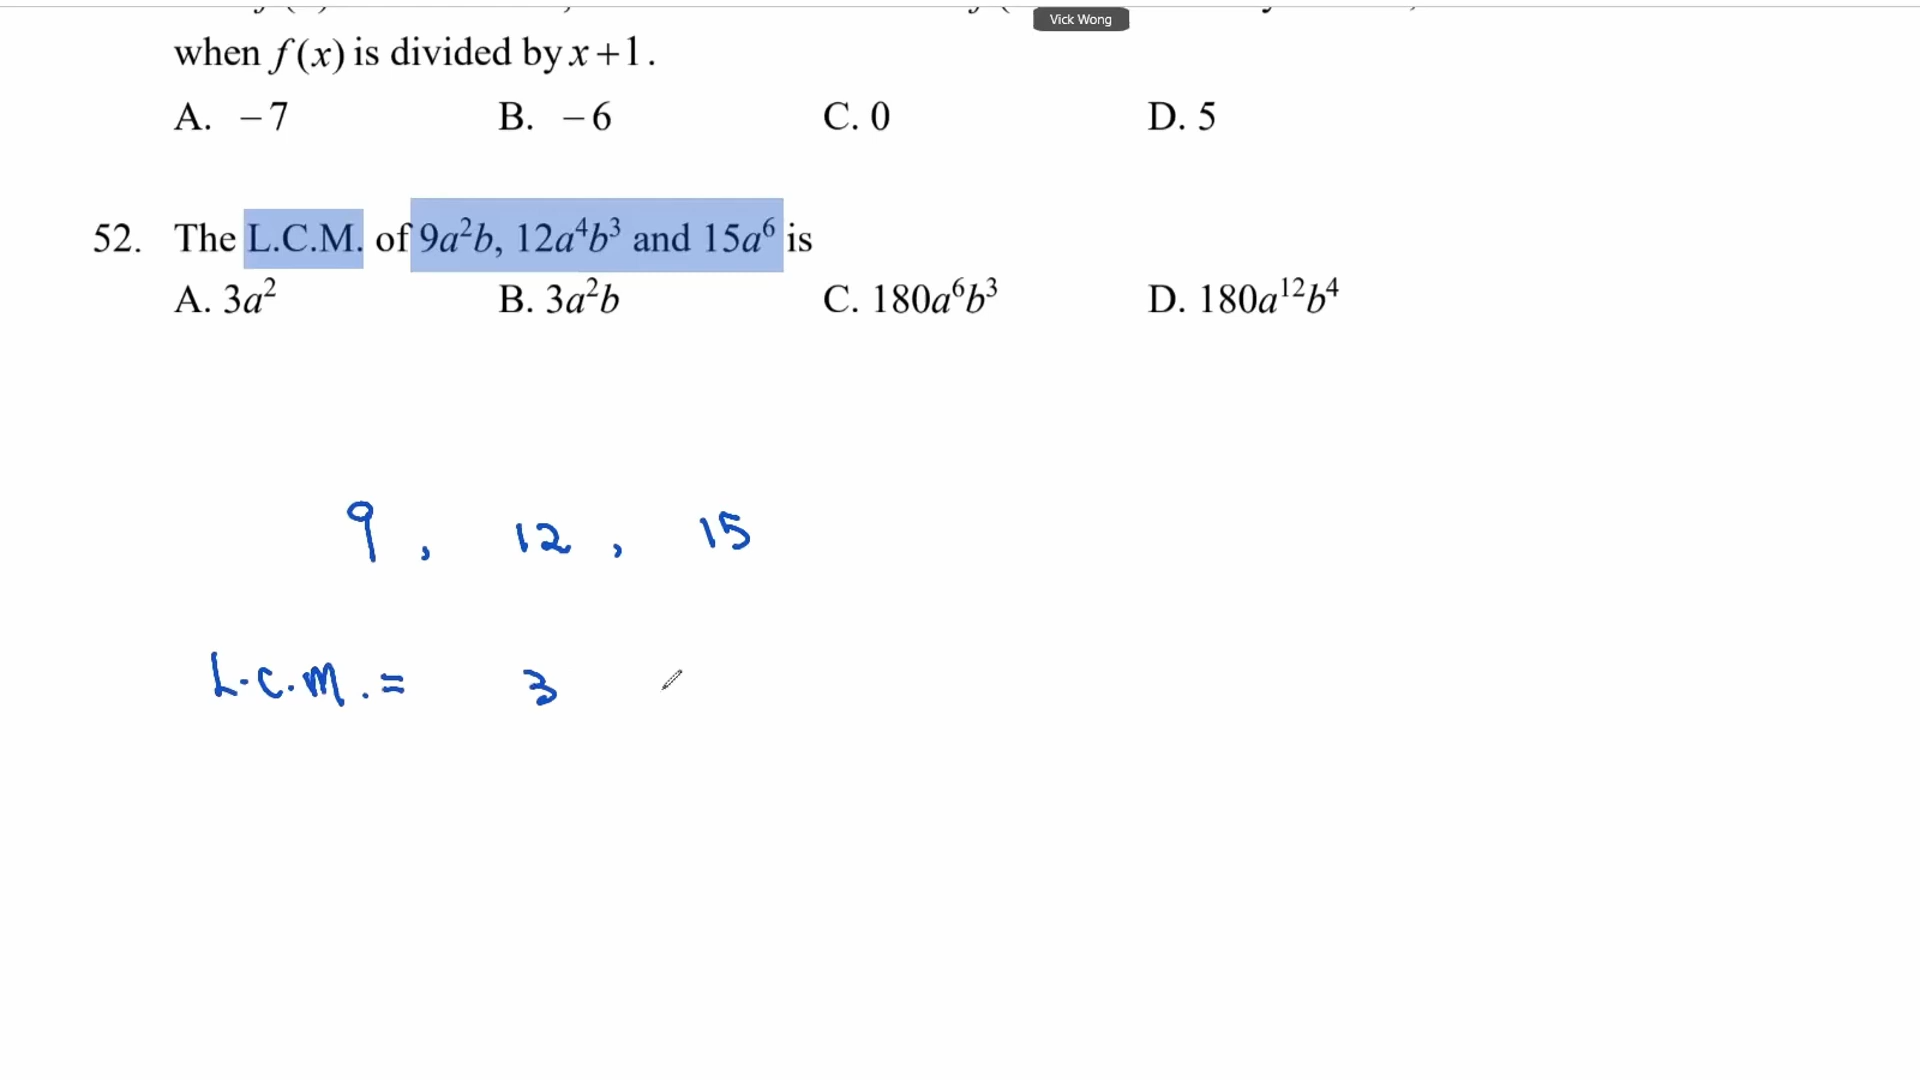 Vick Wong
when f(x) is divided by x+1.
A. −7 B. −6 C. 0 D. 5
52. The L.C.M. of 9a²b, 12a⁴b³ and 15a⁶ is
A. 3a² B. 3a²b C. 180a⁶b³ D. 180a¹²b⁴
9 , 12 , 15
L.C.M. = 3